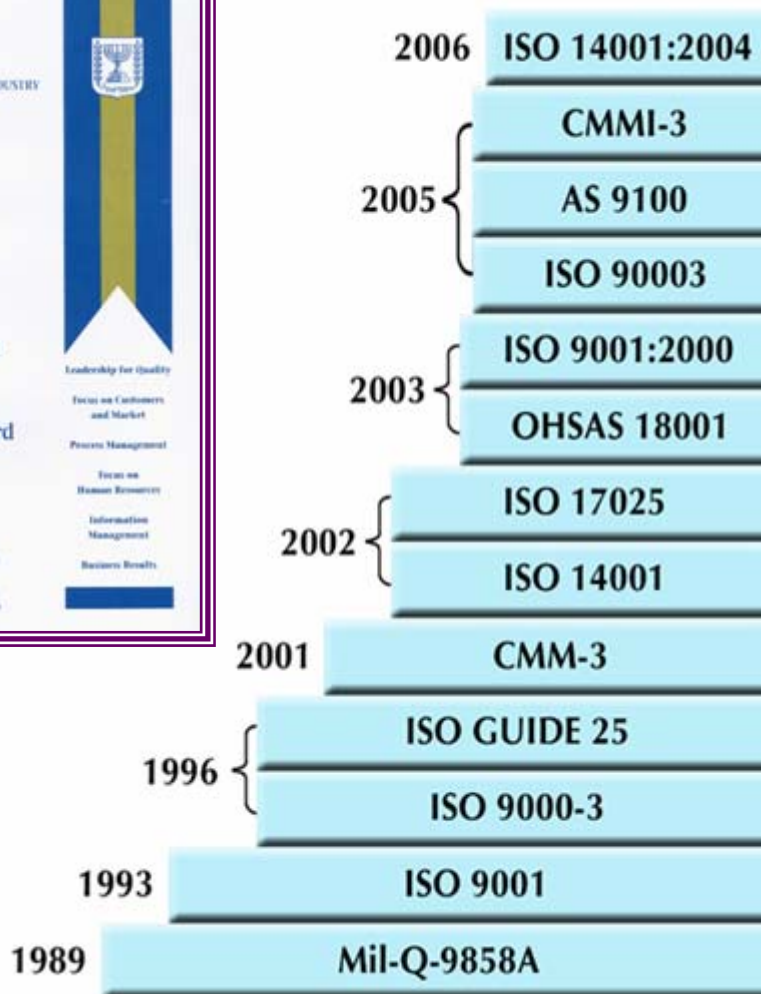 Leadership for Quality
Focus on Customers
and Market
Process Management
Focus on
Human Resources
Information
Management
Business Results
2006 ISO 14001:2004
CMMI-3
2005 AS 9100
ISO 90003
ISO 9001:2000
2003
OHSAS 18001
ISO 17025
2002
ISO 14001
2001 CMM-3
ISO GUIDE 25
1996
ISO 9000-3
1993 ISO 9001
1989 Mil-Q-9858A